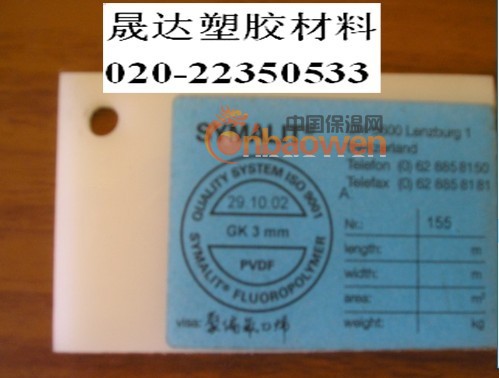 晟达塑胶材料
020-22350533
SYMALIT
中国保温网
nbaowen
600 Lenzburg 1
Telefon (0) 62 885 8150
Telefax (0) 62 885 8181
QUALITY SYSTEM ISO 9001
29.10.02
GK 3 mm
PVDF
SYMALIT® FLUOROPOLYMER
Nr.: 155
length: m
width: m
area: m²
weight: kg
visa: